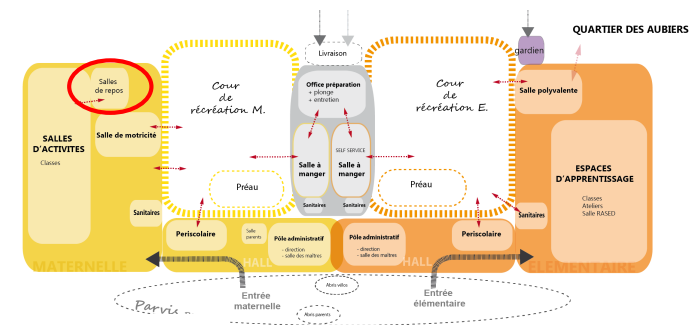 QUARTIER DES AUBIERS
Livraison
gardien
Salles
de repos
Cour
de
récréation M.
Office préparation
+ plonge
+ entretien
Cour
de
récréation E.
Salle polyvalente
SALLES
D'ACTIVITES
Classes
Salle de motricité
SELF SERVICE
Salle à
manger
Salle à
manger
ESPACES
D'APPRENTISSAGE
Classes
Ateliers
Salle RASED
Préau
Préau
Sanitaires
Sanitaires
Sanitaires
Sanitaires
Periscolaire
Salle
parents
Pôle administratif
- direction
- salle des maîtres
Pôle administratif
- direction
- salle des maîtres
Periscolaire
MATERNELLE
HALL
HALL
ELEMENTAIRE
Abris vélos
Entrée
maternelle
Entrée
élémentaire
Parvis
Abris parents